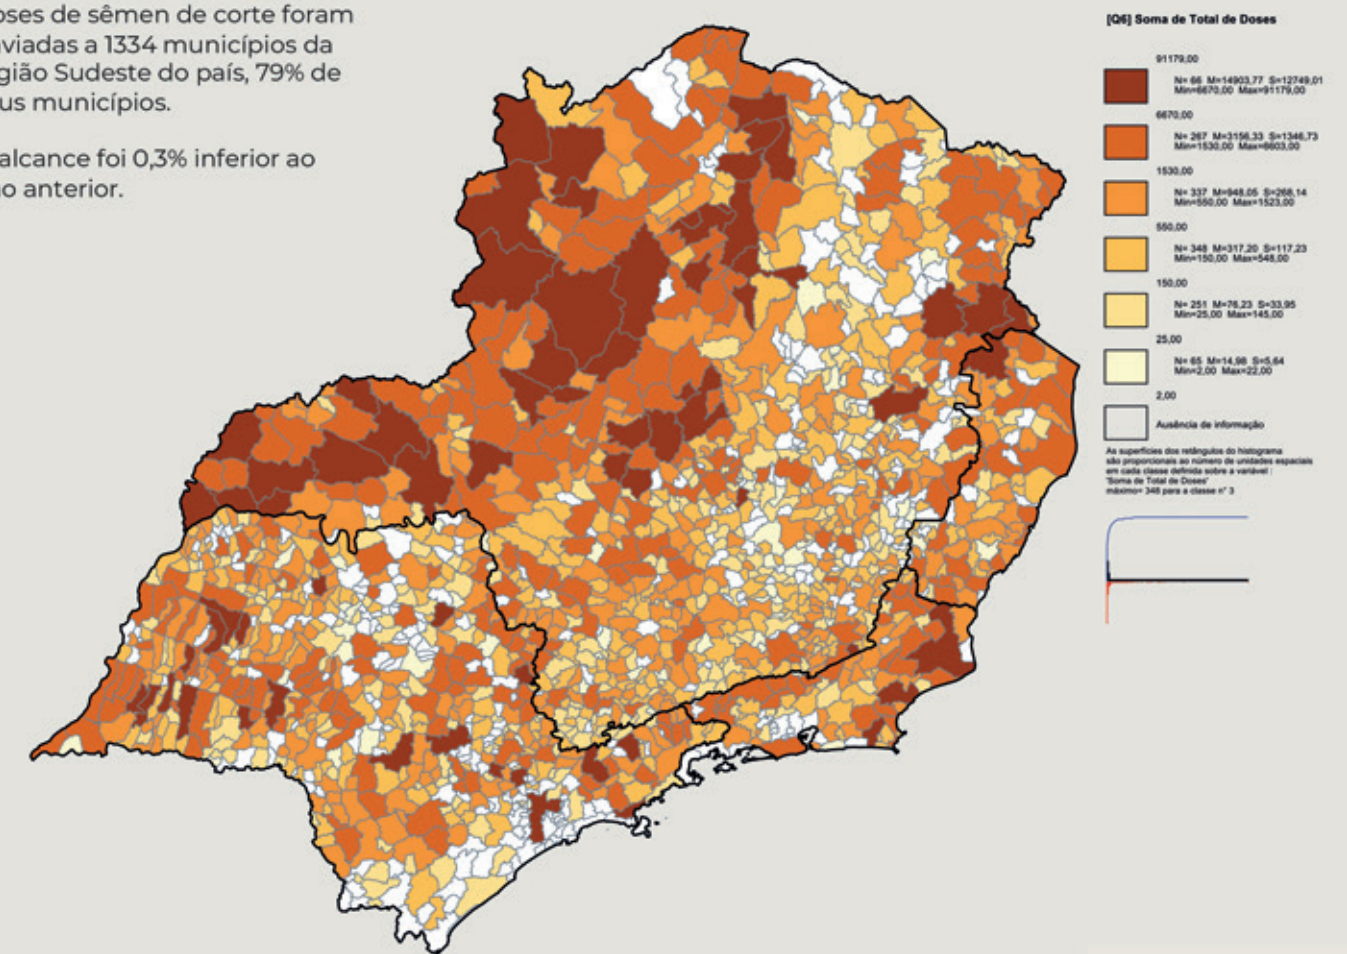 oses de sêmen de corte foram
viadas a 1334 municípios da
gião Sudeste do país, 79% de
us municípios.
alcance foi 0,3% inferior ao
no anterior.
[Q6] Soma de Total de Doses
91179,00
N= 66 M=14903,77 S=12749,01
Min=6670,00 Max=91179,00
6670,00
N= 267 M=3156,33 S=1346,73
Min=1530,00 Max=6603,00
1530,00
N= 337 M=948,05 S=268,14
Min=550,00 Max=1523,00
550,00
N= 348 M=317,20 S=117,23
Min=150,00 Max=548,00
150,00
N= 251 M=76,23 S=33,95
Min=25,00 Max=145,00
25,00
N= 65 M=14,98 S=5,64
Min=2,00 Max=22,00
2,00
Ausência de informação
As superfícies dos retângulos do histograma
são proporcionais ao número de unidades espaciais
em cada classe definida sobre a variável :
'Soma de Total de Doses'
máximo= 348 para a classe n° 3